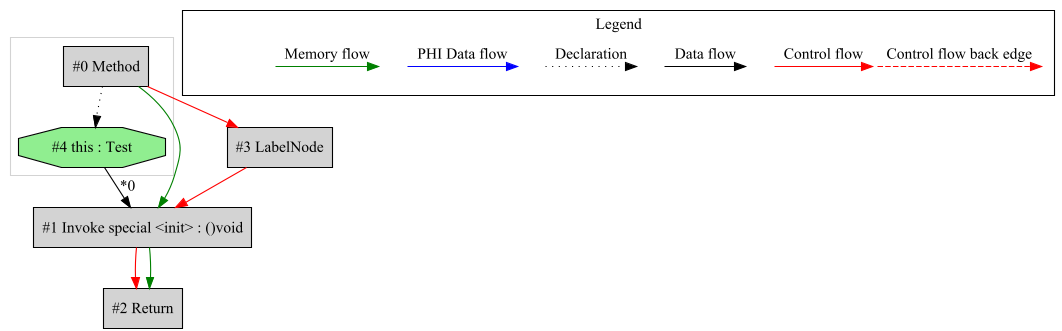 Legend
Memory flow
PHI Data flow
Declaration
Data flow
Control flow
Control flow back edge
#0 Method
#4 this : Test
#3 LabelNode
*0
#1 Invoke special <init> : ()void
#2 Return